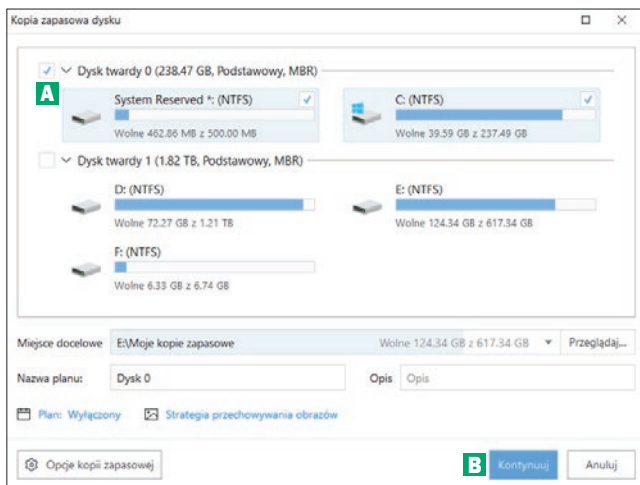 Kopia zapasowa dysku
Dysk twardy 0 (238.47 GB, Podstawowy, MBR)
A
System Reserved *: (NTFS)
Wolne 462.86 MB z 500.00 MB
C: (NTFS)
Wolne 39.59 GB z 237.49 GB
Dysk twardy 1 (1.82 TB, Podstawowy, MBR)
D: (NTFS)
Wolne 72.27 GB z 1.21 TB
E: (NTFS)
Wolne 124.34 GB z 617.34 GB
F: (NTFS)
Wolne 6.33 GB z 6.74 GB
Miejsce docelowe E:\Moje kopie zapasowe Wolne 124.34 GB z 617.34 GB Przeglądaj...
Nazwa planu: Dysk 0 Opis Opis
Plan: Wyłączony Strategia przechowywania obrazów
Opcje kopii zapasowej B Kontynuuj Anuluj